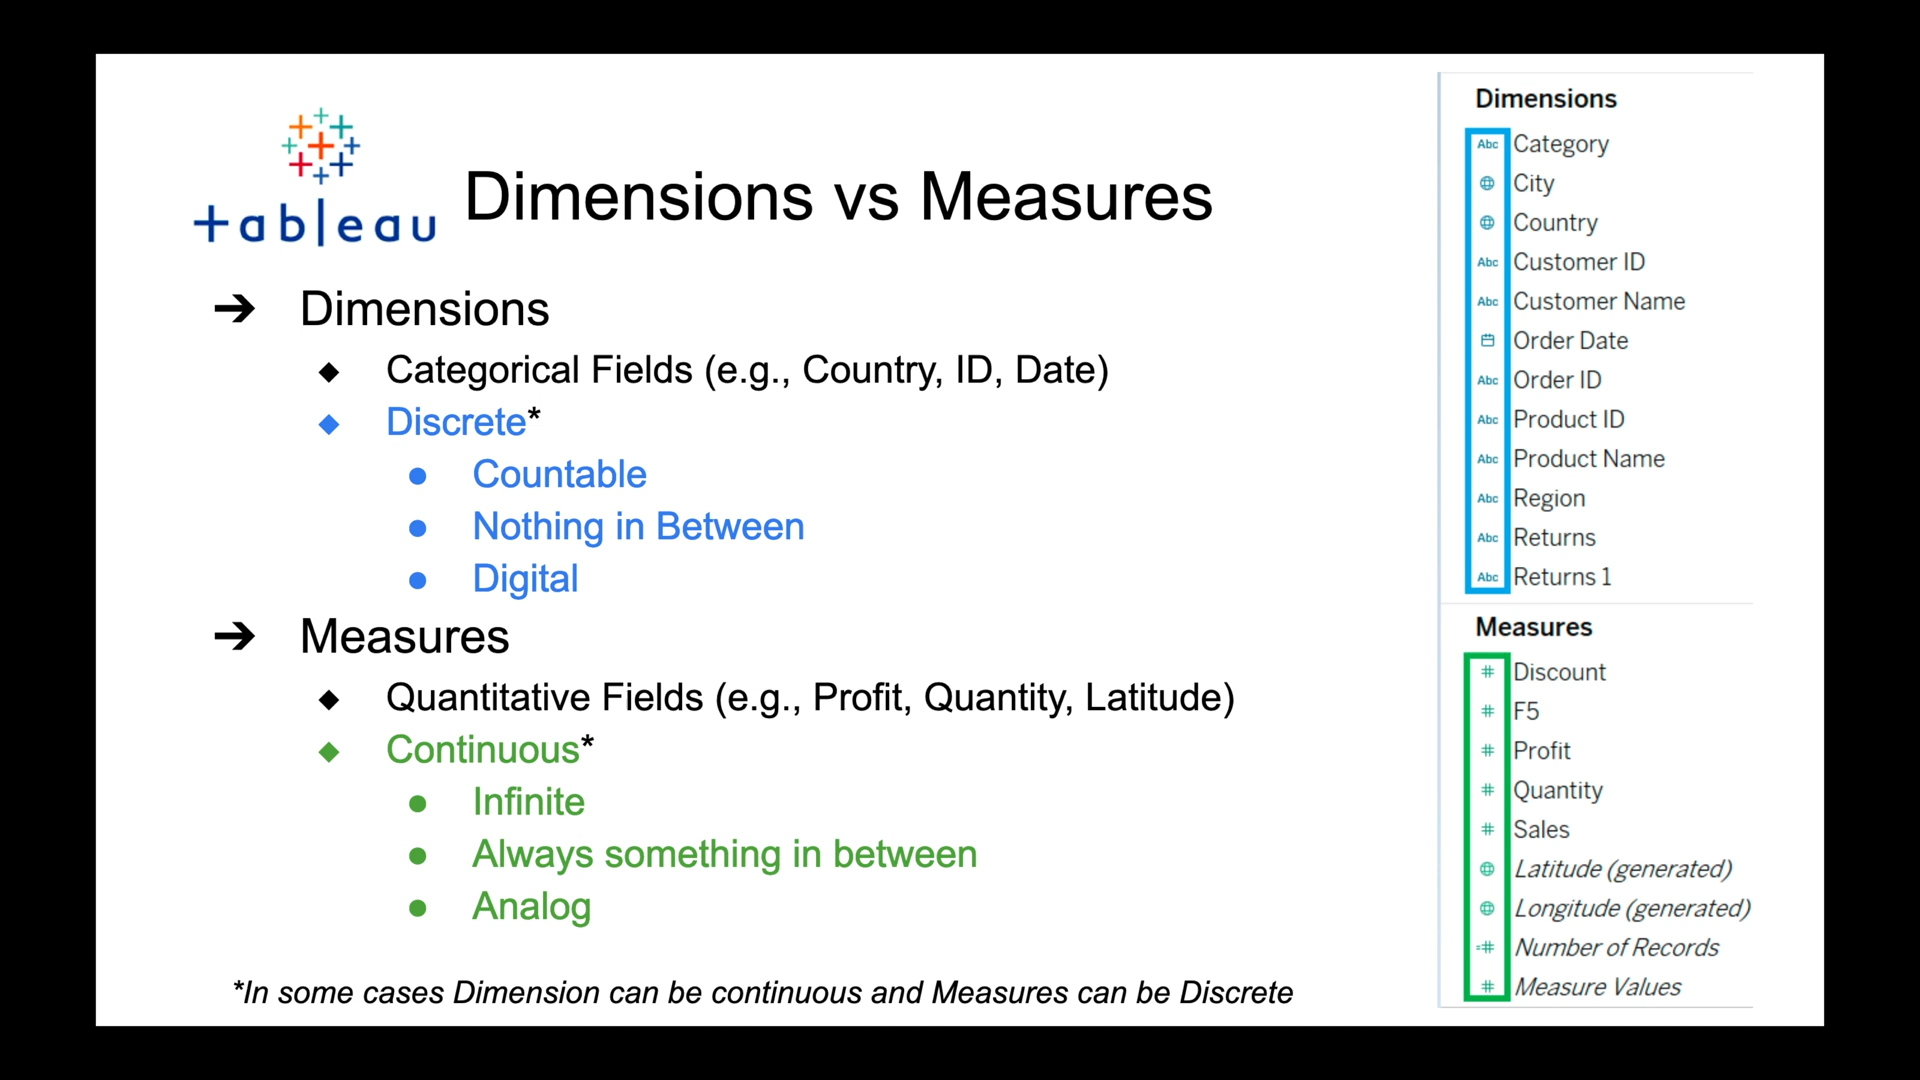 +ableau
Dimensions vs Measures
➔ Dimensions
◆ Categorical Fields (e.g., Country, ID, Date)
◆ Discrete*
● Countable
● Nothing in Between
● Digital
➔ Measures
◆ Quantitative Fields (e.g., Profit, Quantity, Latitude)
◆ Continuous*
● Infinite
● Always something in between
● Analog
*In some cases Dimension can be continuous and Measures can be Discrete
Dimensions
Abc Category
City
Country
Abc Customer ID
Abc Customer Name
Order Date
Abc Order ID
Abc Product ID
Abc Product Name
Abc Region
Abc Returns
Abc Returns 1
Measures
# Discount
# F5
# Profit
# Quantity
# Sales
Latitude (generated)
Longitude (generated)
=# Number of Records
# Measure Values